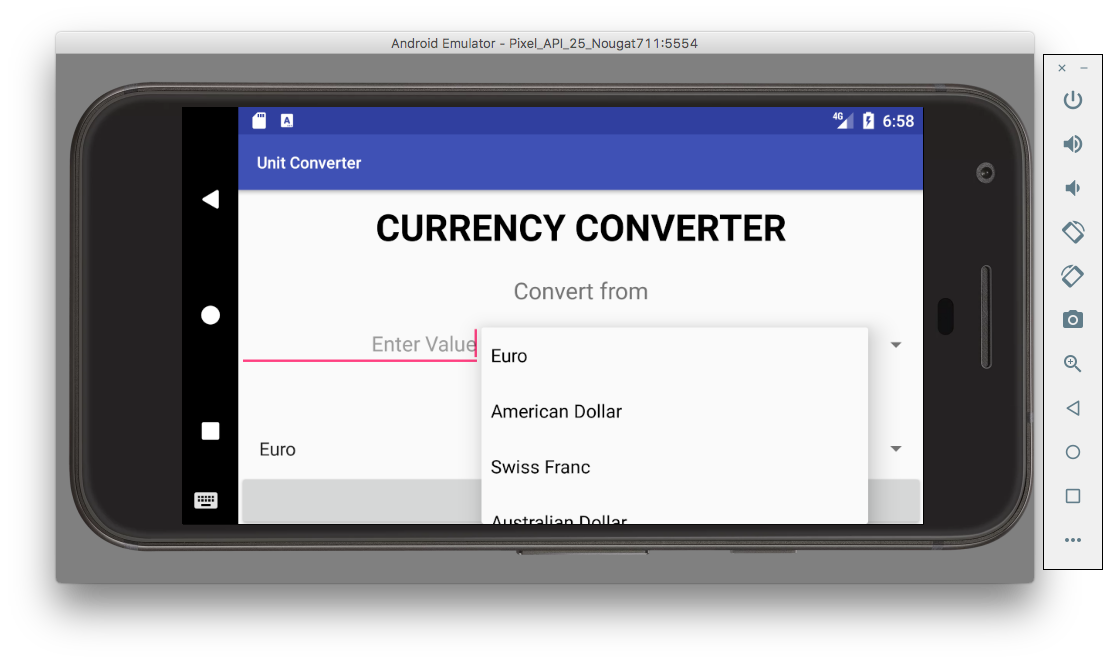 Android Emulator - Pixel_API_25_Nougat711:5554
A
4G
6:58
Unit Converter
CURRENCY CONVERTER
Convert from
Enter Value
Euro
American Dollar
Euro
Swiss Franc
Australian Dollar